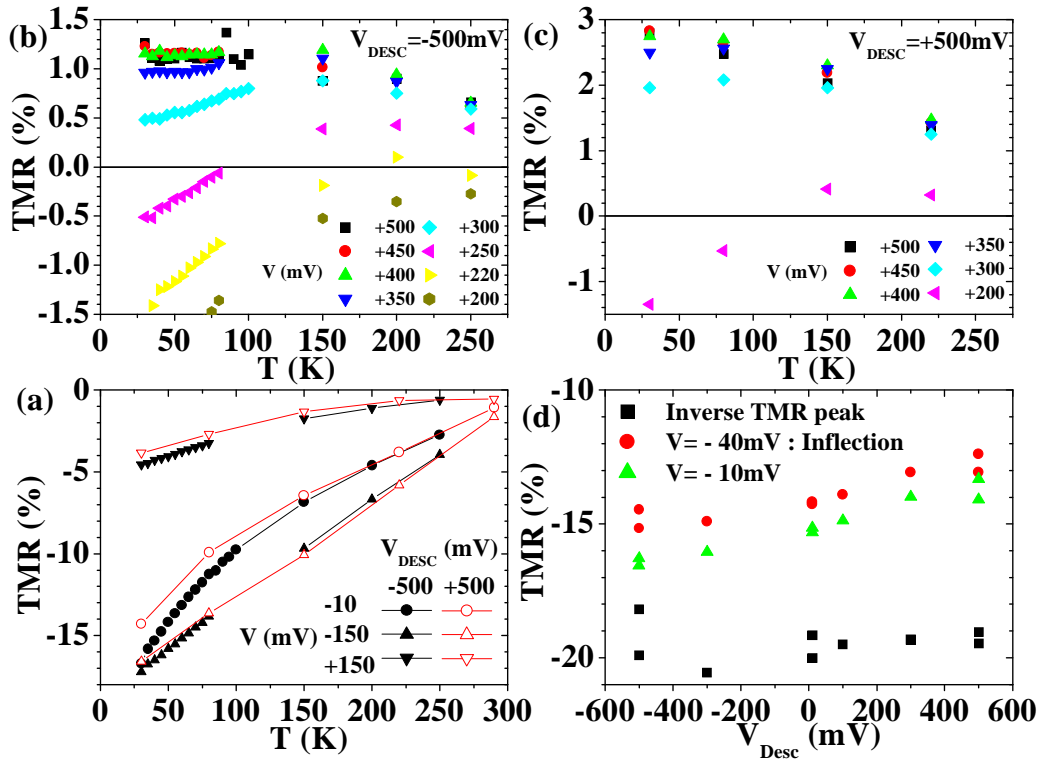 (b)
V_DESC=-500mV
1.5
1.0
0.5
0.0
-0.5
-1.0
-1.5
TMR (%)
V (mV)
+500
+450
+400
+350
+300
+250
+220
+200
0 50 100 150 200 250
T (K)
(c)
V_DESC=+500mV
3
2
1
0
-1
TMR (%)
V (mV)
+500
+450
+400
+350
+300
+200
0 50 100 150 200 250
T (K)
(a)
0
-5
-10
-15
TMR (%)
V_DESC (mV)
-500 +500
V (mV)
-10
-150
+150
0 50 100 150 200 250 300
T (K)
(d)
-10
-15
-20
TMR (%)
Inverse TMR peak
V= - 40mV : Inflection
V= - 10mV
-600 -400 -200 0 200 400 600
V_Desc (mV)